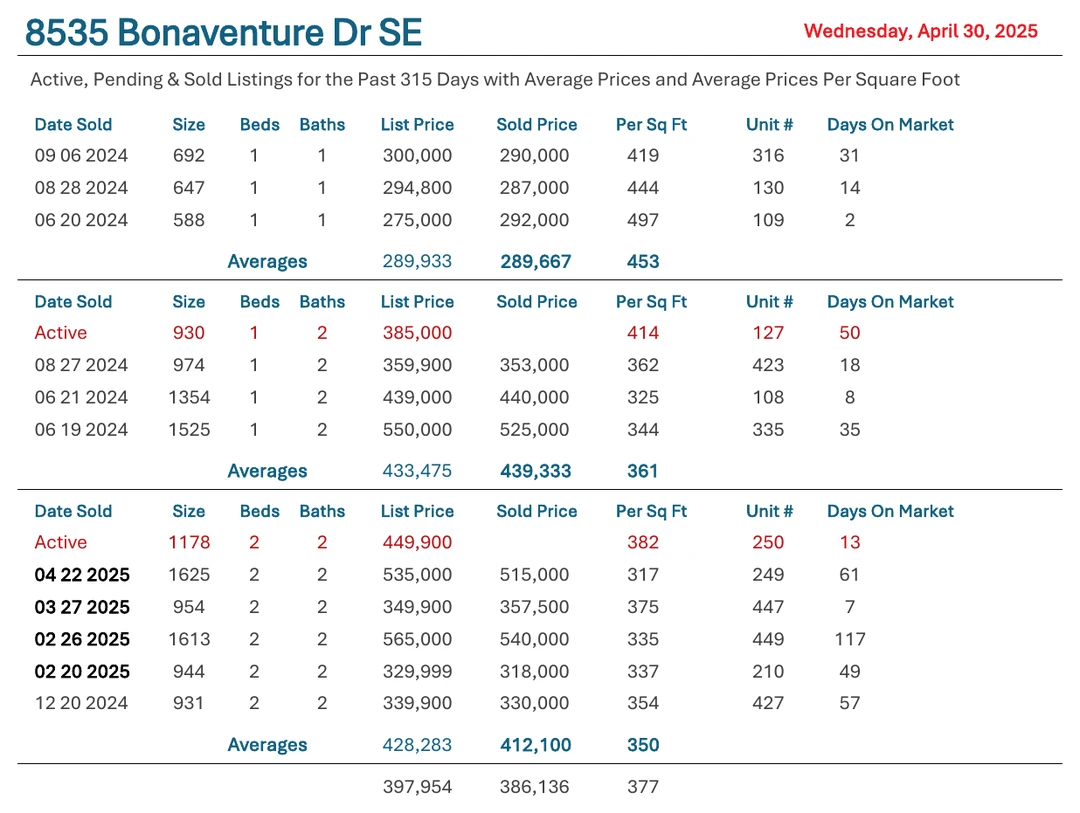 8535 Bonaventure Dr SE
Wednesday, April 30, 2025
Active, Pending & Sold Listings for the Past 315 Days with Average Prices and Average Prices Per Square Foot
Date Sold Size Beds Baths List Price Sold Price Per Sq Ft Unit # Days On Market
09 06 2024 692 1 1 300,000 290,000 419 316 31
08 28 2024 647 1 1 294,800 287,000 444 130 14
06 20 2024 588 1 1 275,000 292,000 497 109 2
Averages 289,933 289,667 453
Date Sold Size Beds Baths List Price Sold Price Per Sq Ft Unit # Days On Market
Active 930 1 2 385,000 414 127 50
08 27 2024 974 1 2 359,900 353,000 362 423 18
06 21 2024 1354 1 2 439,000 440,000 325 108 8
06 19 2024 1525 1 2 550,000 525,000 344 335 35
Averages 433,475 439,333 361
Date Sold Size Beds Baths List Price Sold Price Per Sq Ft Unit # Days On Market
Active 1178 2 2 449,900 382 250 13
04 22 2025 1625 2 2 535,000 515,000 317 249 61
03 27 2025 954 2 2 349,900 357,500 375 447 7
02 26 2025 1613 2 2 565,000 540,000 335 449 117
02 20 2025 944 2 2 329,999 318,000 337 210 49
12 20 2024 931 2 2 339,900 330,000 354 427 57
Averages 428,283 412,100 350
397,954 386,136 377